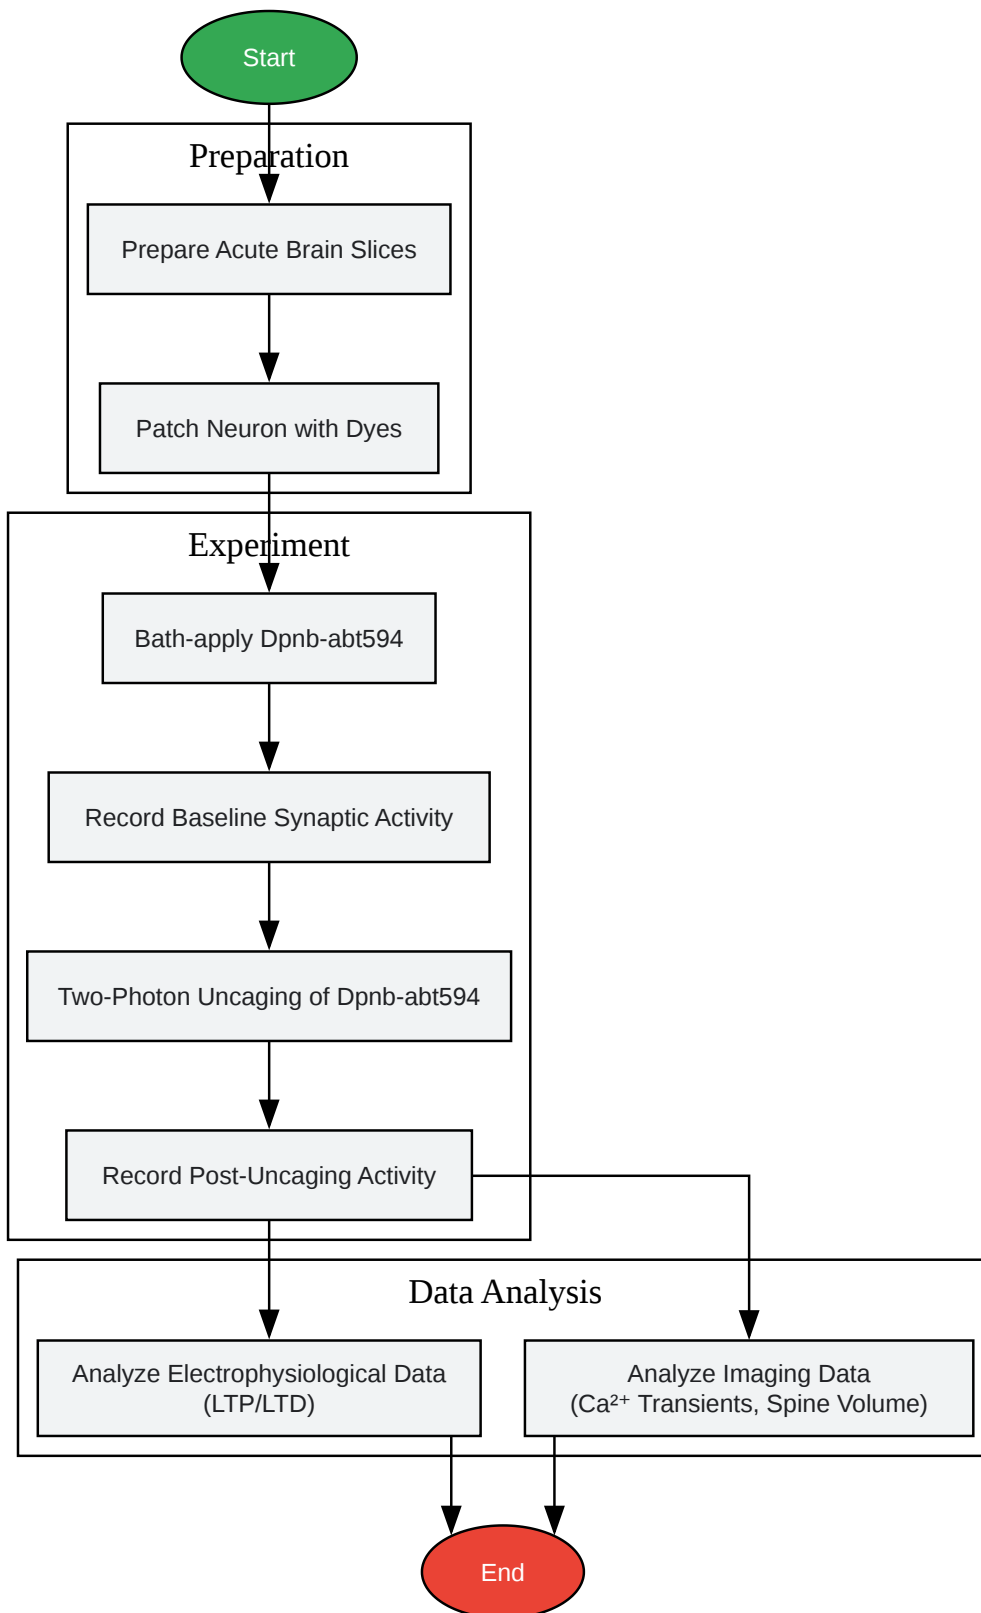 Start
Preparation
Prepare Acute Brain Slices
Patch Neuron with Dyes
Experiment
Bath-apply Dpnb-abt594
Record Baseline Synaptic Activity
Two-Photon Uncaging of Dpnb-abt594
Record Post-Uncaging Activity
Data Analysis
Analyze Electrophysiological Data
(LTP/LTD)
Analyze Imaging Data
(Ca²⁺ Transients, Spine Volume)
End